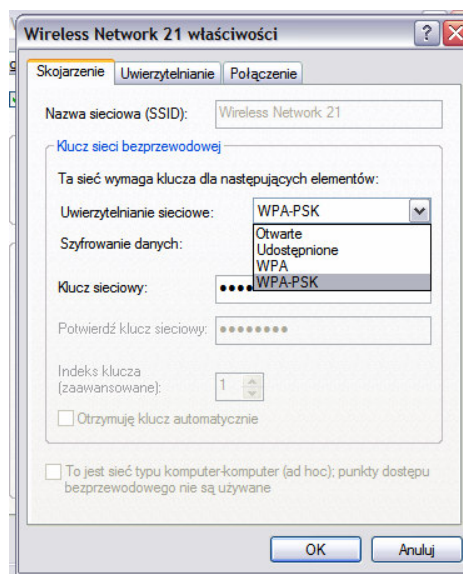 Wireless Network 21 właściwości
Skojarzenie Uwierzytelnianie Połączenie
Nazwa sieciowa (SSID): Wireless Network 21
Klucz sieci bezprzewodowej
Ta sieć wymaga klucza dla następujących elementów:
Uwierzytelnianie sieciowe: WPA-PSK
Otwarte
Szyfrowanie danych: Udostępnione
WPA
WPA-PSK
Klucz sieciowy:
Potwierdź klucz sieciowy:
Indeks klucza
(zaawansowane): 1
Otrzymuję klucz automatycznie
To jest sieć typu komputer-komputer (ad hoc); punkty dostępu
bezprzewodowego nie są używane
OK Anuluj